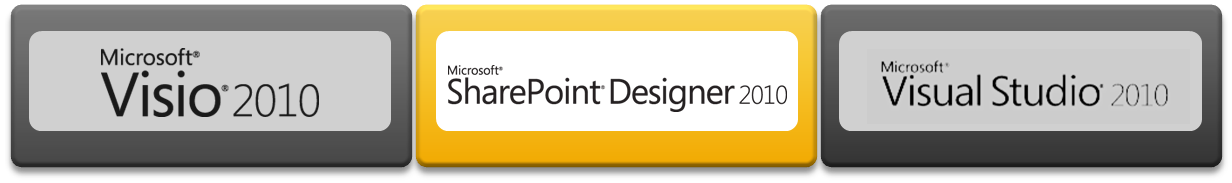 Microsoft®
Visio® 2010
Microsoft®
SharePoint® Designer 2010
Microsoft®
Visual Studio® 2010